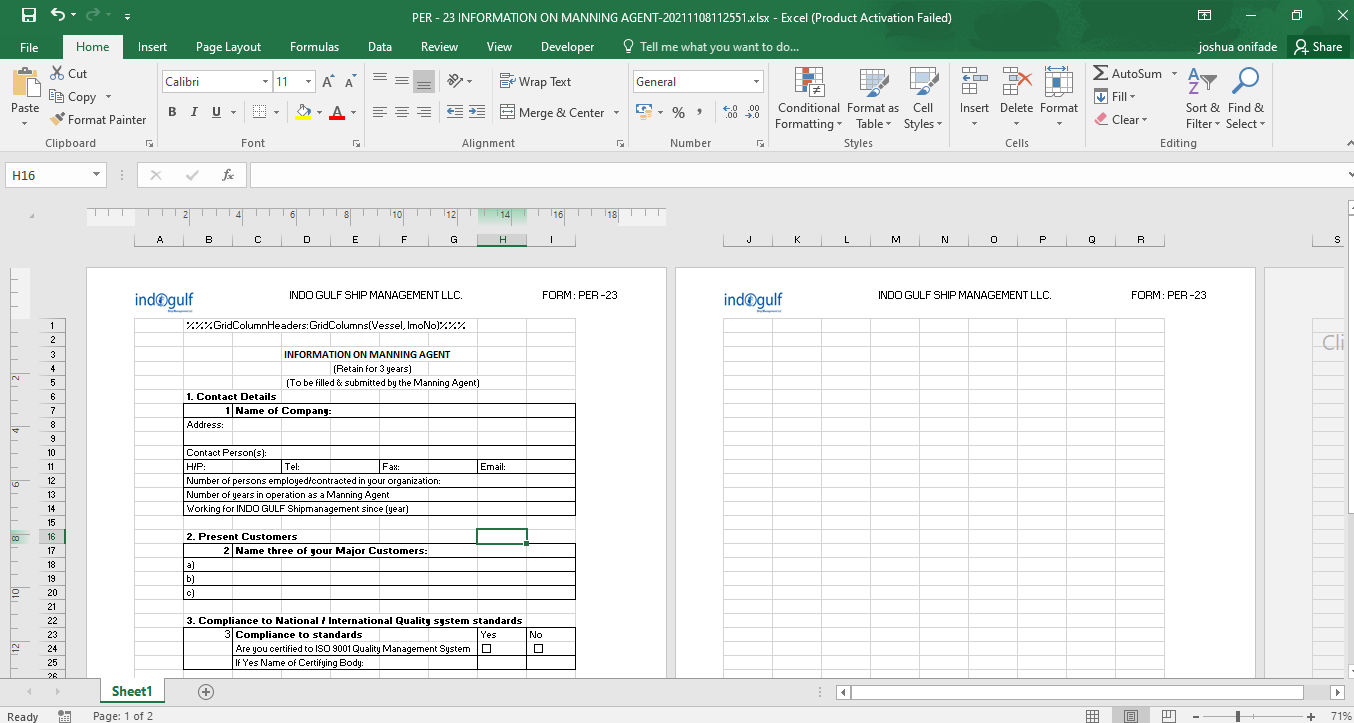 PER - 23 INFORMATION ON MANNING AGENT-20211108112551.xlsx - Excel (Product Activation Failed)
File Home Insert Page Layout Formulas Data Review View Developer Tell me what you want to do... joshua onifade Share
Cut
Copy
Format Painter
Paste
Clipboard
Calibri 11
B I U
Font
Wrap Text
Merge & Center
Alignment
General
Number
Conditional Formatting
Format as Table
Cell Styles
Styles
Insert Delete Format
Cells
AutoSum
Fill
Clear
Sort & Filter
Find & Select
Editing
H16 fx
2 4 6 8 10 12 14 16 18
A B C D E F G H I J K L M N O P Q R S
indogulf INDO GULF SHIP MANAGEMENT LLC. FORM : PER -23
indogulf INDO GULF SHIP MANAGEMENT LLC. FORM : PER -23
1 %%%GridColumnHeaders:GridColumns(Vessel, ImoNo)%%%
2
3 INFORMATION ON MANNING AGENT
4 (Retain for 3 years)
5 (To be filled & submitted by the Manning Agent)
6 1. Contact Details
7 1 Name of Company:
8 Address:
9
10 Contact Person(s):
11 H/P: Tel: Fax: Email:
12 Number of persons employed/contracted in your organization:
13 Number of years in operation as a Manning Agent
14 Working for INDO GULF Shipmanagement since (year)
15
16 2. Present Customers
17 2 Name three of your Major Customers:
18 a)
19 b)
20 c)
21
22 3. Compliance to National / International Quality system standards
23 3 Compliance to standards Yes No
24 Are you certified to ISO 9001 Quality Management System
25 If Yes Name of Certifying Body:
26
2 4 6 8 10 12
Cli
Sheet1
Ready Page: 1 of 2 71%